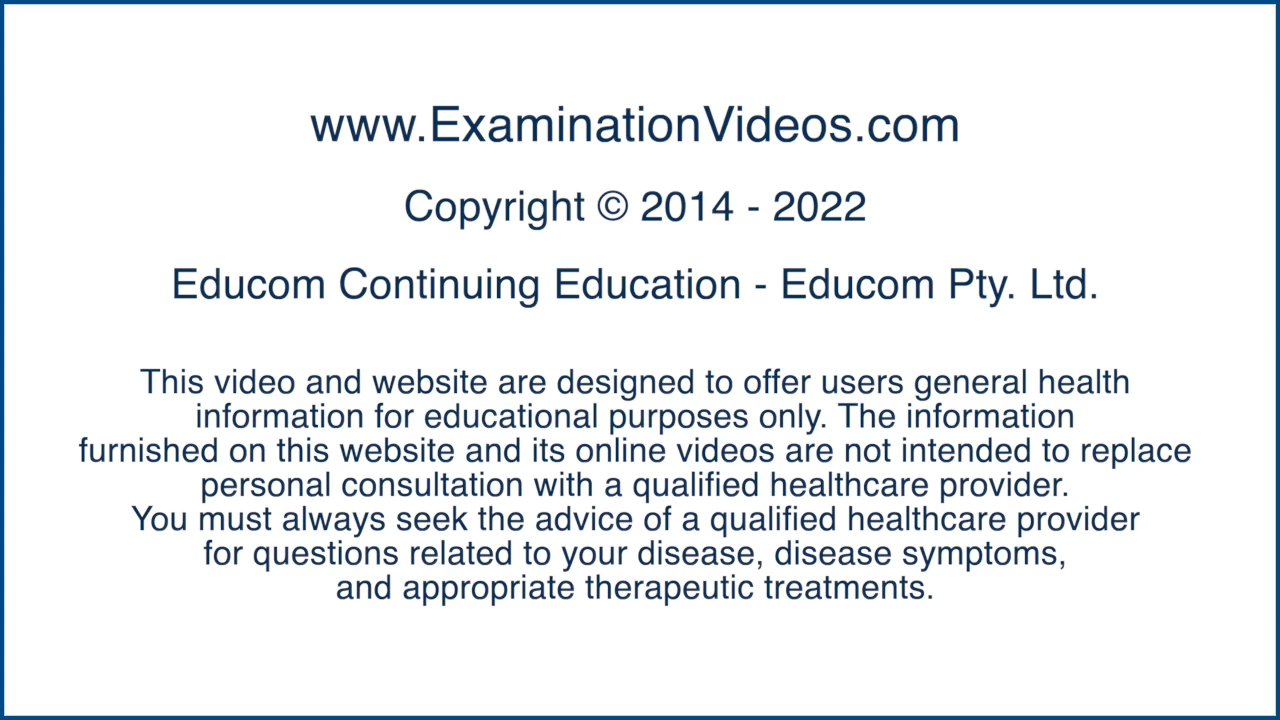 www.ExaminationVideos.com
Copyright © 2014 - 2022
Educom Continuing Education - Educom Pty. Ltd.
This video and website are designed to offer users general health
information for educational purposes only. The information
furnished on this website and its online videos are not intended to replace
personal consultation with a qualified healthcare provider.
You must always seek the advice of a qualified healthcare provider
for questions related to your disease, disease symptoms,
and appropriate therapeutic treatments.